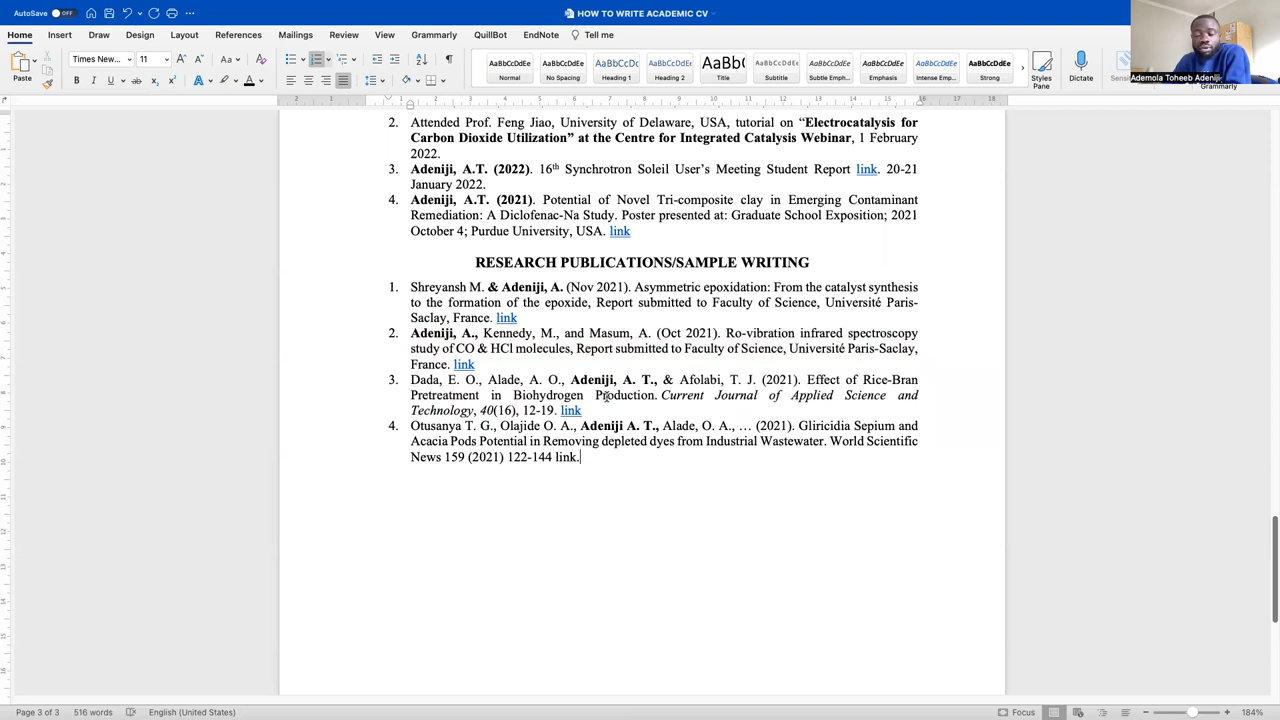 AutoSave OFF HOW TO WRITE ACADEMIC CV
Home Insert Draw Design Layout References Mailings Review View Grammarly QuillBot EndNote Tell me
Paste Times New... 11 AaBbCcDdEe Normal AaBbCcDdEe No Spacing AaBbCcDc Heading 1 AaBbCcDdEe Heading 2 AaBbC Title AaBbCcDdEe Subtitle AaBbCcDdEe Subtle Emph... AaBbCcDdEe Emphasis AaBbCcDdEe Intense Emp... AaBbCcDdEe Strong Styles Pane Dictate Grammarly
Ademola Toheeb Adeniji
2. Attended Prof. Feng Jiao, University of Delaware, USA, tutorial on “Electrocatalysis for
Carbon Dioxide Utilization” at the Centre for Integrated Catalysis Webinar, 1 February
2022.
3. Adeniji, A.T. (2022). 16th Synchrotron Soleil User’s Meeting Student Report link. 20-21
January 2022.
4. Adeniji, A.T. (2021). Potential of Novel Tri-composite clay in Emerging Contaminant
Remediation: A Diclofenac-Na Study. Poster presented at: Graduate School Exposition; 2021
October 4; Purdue University, USA. link
RESEARCH PUBLICATIONS/SAMPLE WRITING
1. Shreyansh M. & Adeniji, A. (Nov 2021). Asymmetric epoxidation: From the catalyst synthesis
to the formation of the epoxide, Report submitted to Faculty of Science, Université Paris-
Saclay, France. link
2. Adeniji, A., Kennedy, M., and Masum, A. (Oct 2021). Ro-vibration infrared spectroscopy
study of CO & HCl molecules, Report submitted to Faculty of Science, Université Paris-Saclay,
France. link
3. Dada, E. O., Alade, A. O., Adeniji, A. T., & Afolabi, T. J. (2021). Effect of Rice-Bran
Pretreatment in Biohydrogen Production. Current Journal of Applied Science and
Technology, 40(16), 12-19. link
4. Otusanya T. G., Olajide O. A., Adeniji A. T., Alade, O. A., … (2021). Gliricidia Sepium and
Acacia Pods Potential in Removing depleted dyes from Industrial Wastewater. World Scientific
News 159 (2021) 122-144 link.
Page 3 of 3 516 words English (United States) Focus 184%